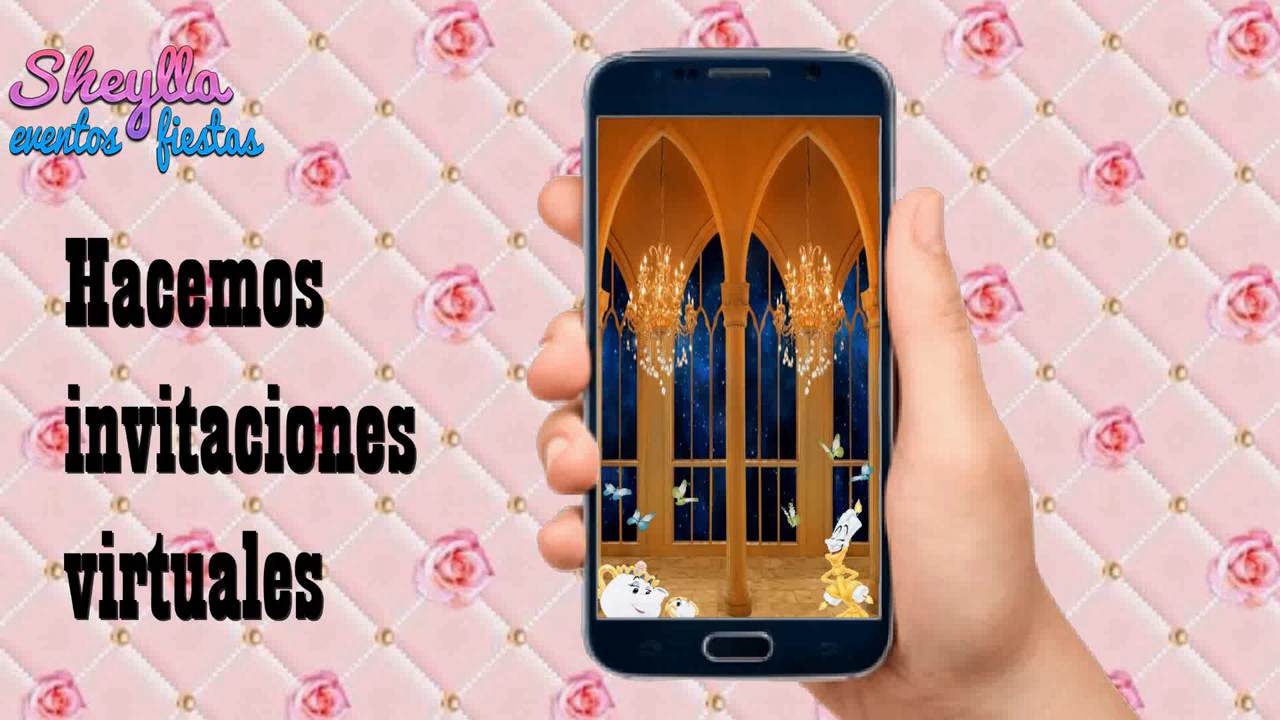 Sheylla
eventos fiestas
Hacemos
invitaciones
virtuales